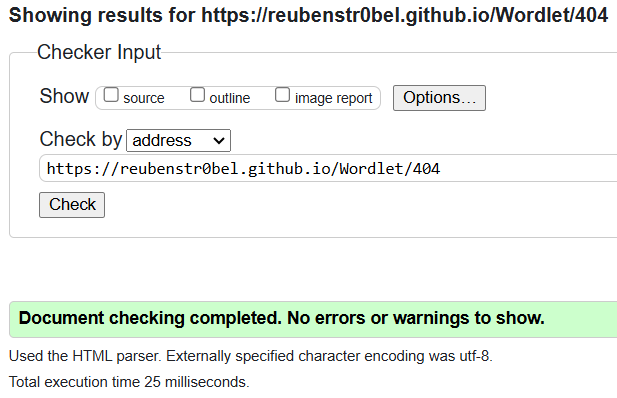 Showing results for https://reubenstr0bel.github.io/Wordlet/404
Checker Input
Show source outline image report Options...
Check by address
https://reubenstr0bel.github.io/Wordlet/404
Check
Document checking completed. No errors or warnings to show.
Used the HTML parser. Externally specified character encoding was utf-8.
Total execution time 25 milliseconds.